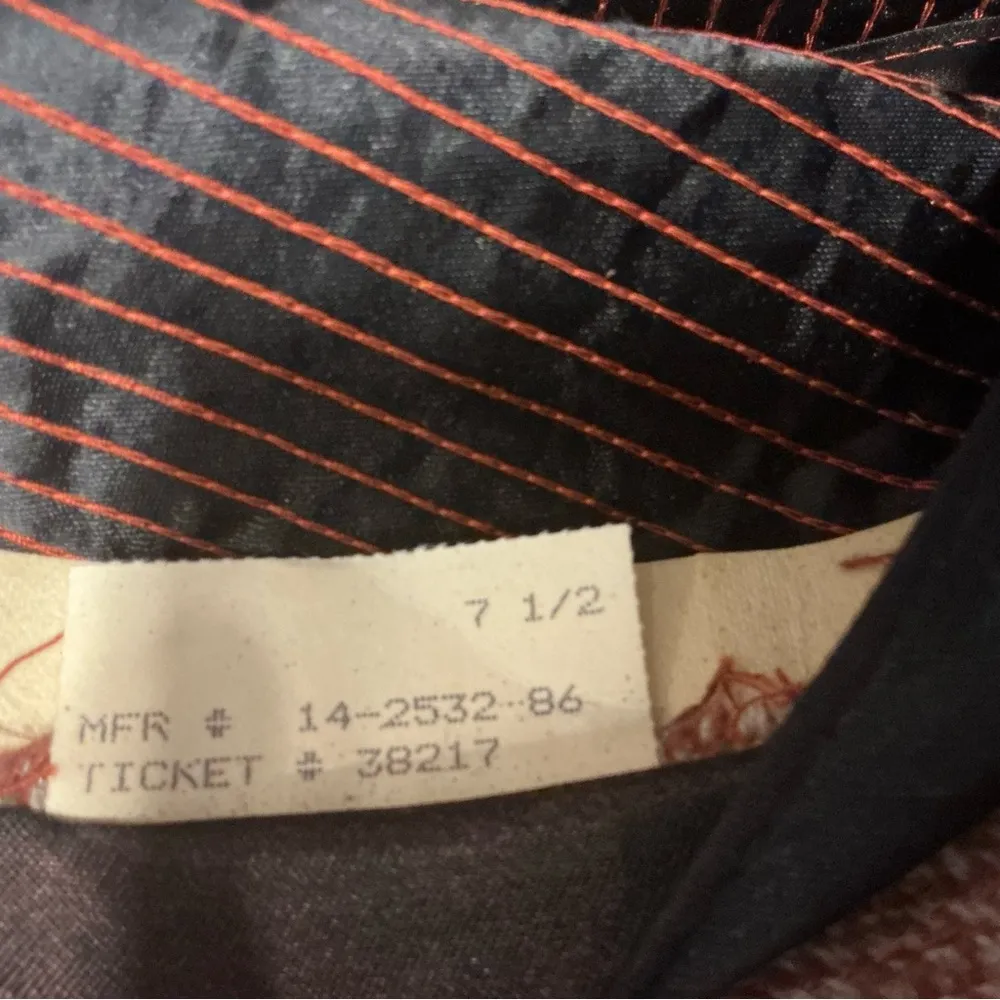 7 1/2
MFR # 14-2532-86
TICKET # 38217